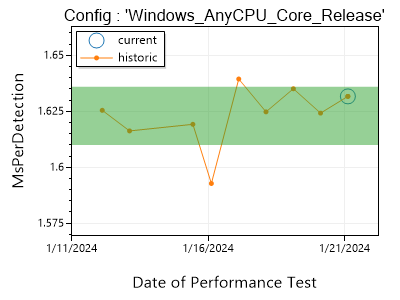 Config : 'Windows_AnyCPU_Core_Release'
current
historic
MsPerDetection
1.65
1.625
1.6
1.575
1/11/2024
1/16/2024
1/21/2024
Date of Performance Test